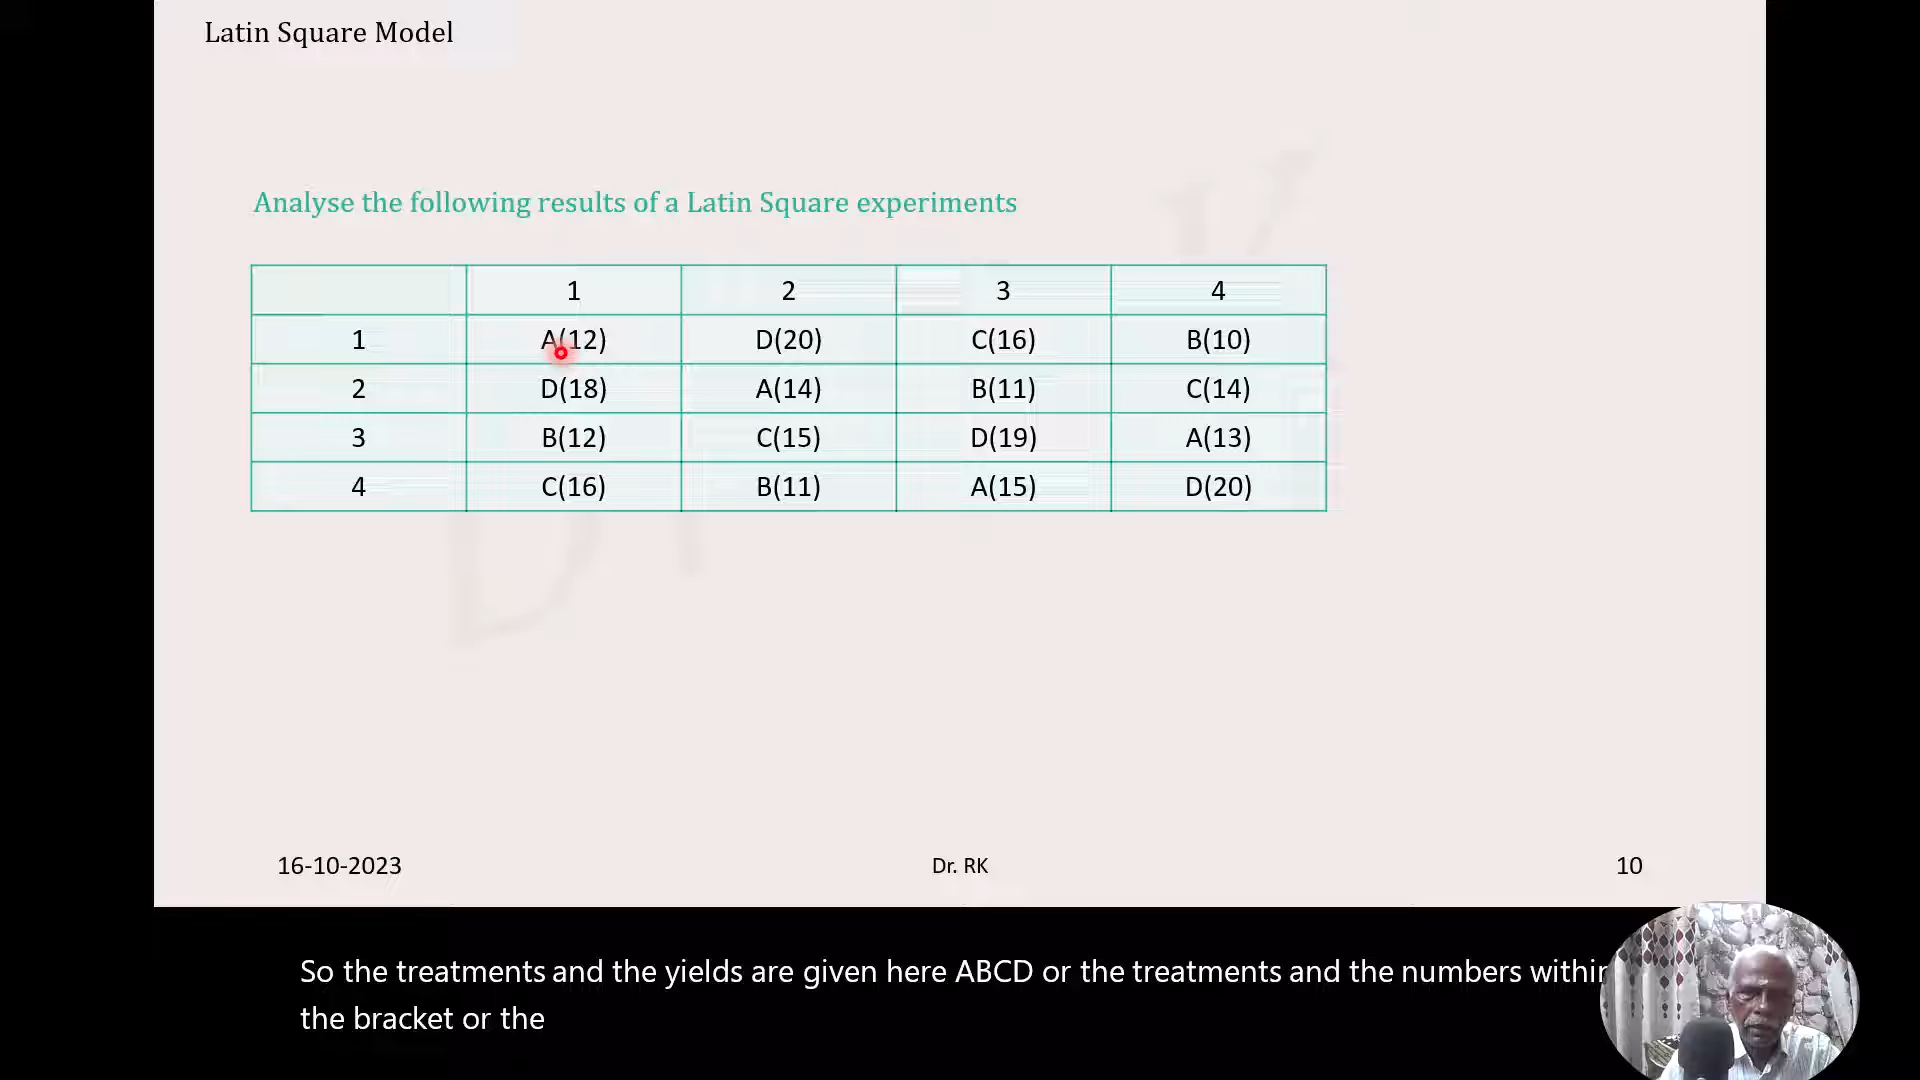 Latin Square Model
Analyse the following results of a Latin Square experiments
1 2 3 4
1 A(12) D(20) C(16) B(10)
2 D(18) A(14) B(11) C(14)
3 B(12) C(15) D(19) A(13)
4 C(16) B(11) A(15) D(20)
16-10-2023 Dr. RK 10
So the treatments and the yields are given here ABCD or the treatments and the numbers within
the bracket or the